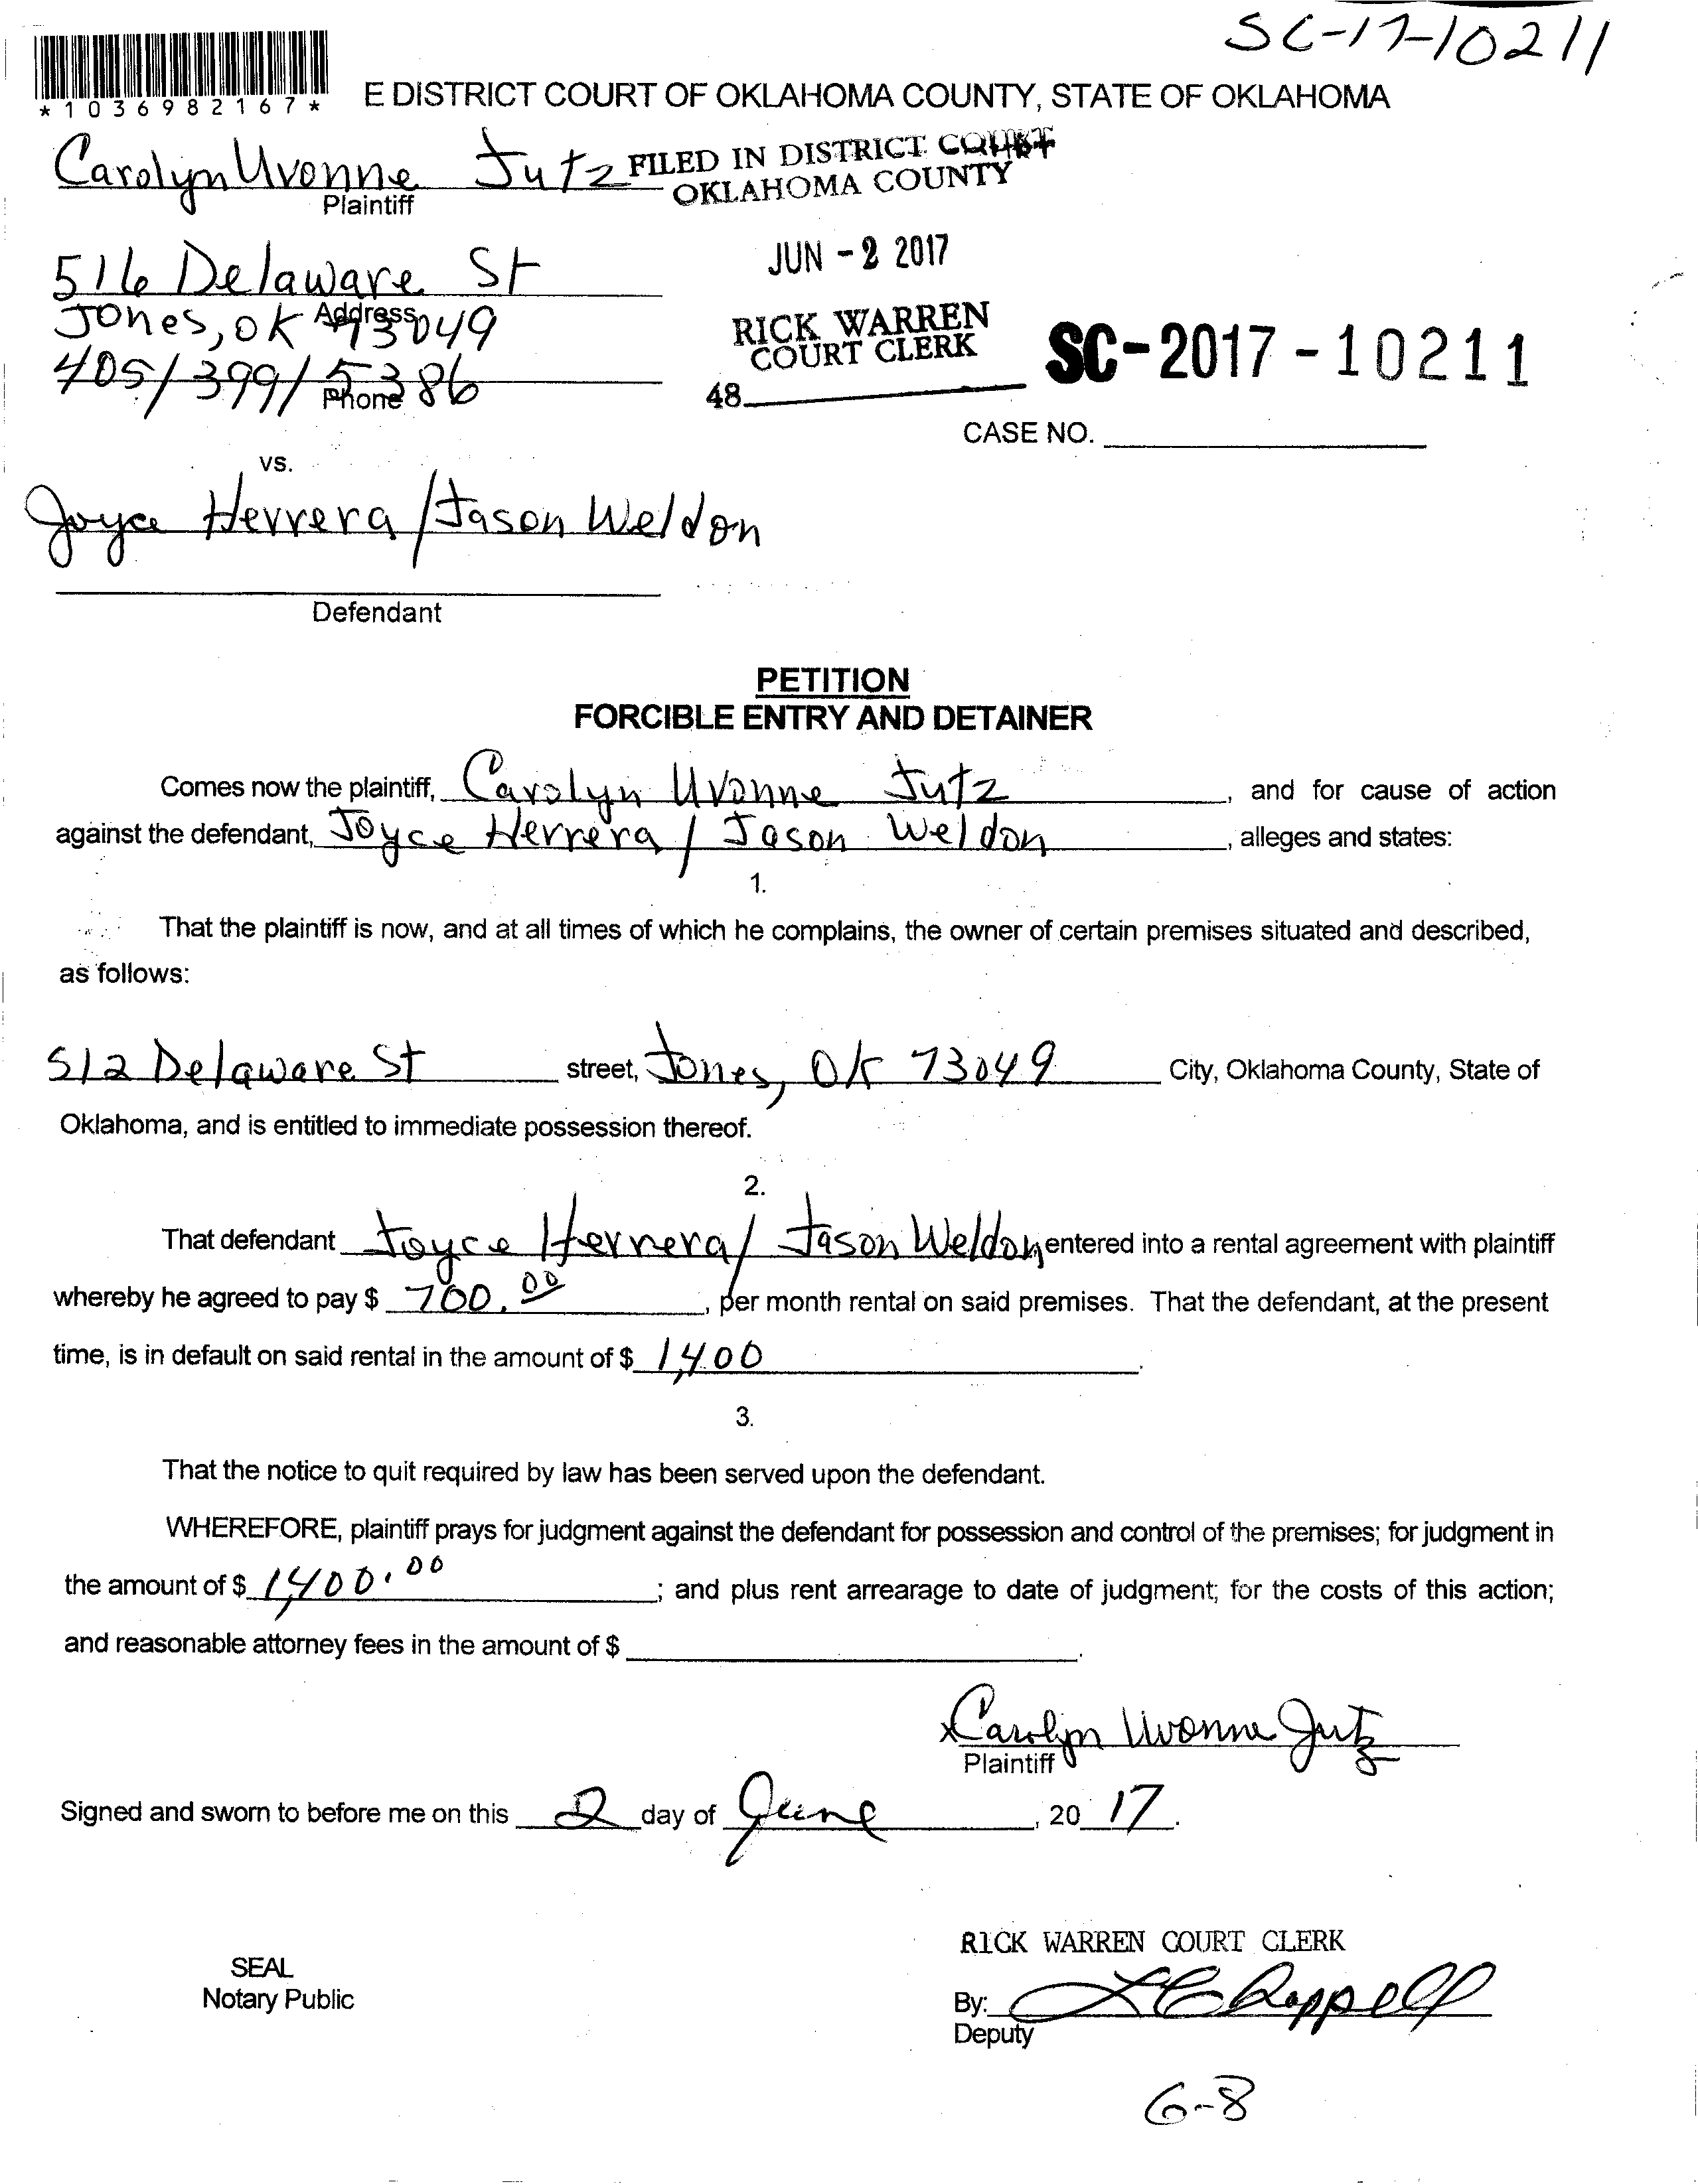 SC-17-10211
*1036982167*
E DISTRICT COURT OF OKLAHOMA COUNTY, STATE OF OKLAHOMA
Carolyn Uvonne Jutz
Plaintiff
FILED IN DISTRICT COURT
OKLAHOMA COUNTY
JUN - 2 2017
516 Delaware St
Address
Jones, OK 73049
RICK WARREN
COURT CLERK
405/399/5386
Phone
48
SC-2017-10211
CASE NO.
vs.
Joyce Herrera / Jason Weldon
Defendant
PETITION
FORCIBLE ENTRY AND DETAINER
Comes now the plaintiff, Carolyn Uvonne Jutz, and for cause of action
against the defendant, Joyce Herrera / Jason Weldon, alleges and states:
1.
That the plaintiff is now, and at all times of which he complains, the owner of certain premises situated and described,
as follows:
512 Delaware St street, Jones, OK 73049 City, Oklahoma County, State of
Oklahoma, and is entitled to immediate possession thereof.
2.
That defendant Joyce Herrera / Jason Weldon entered into a rental agreement with plaintiff
whereby he agreed to pay $ 700.00, per month rental on said premises. That the defendant, at the present
time, is in default on said rental in the amount of $ 1,400.
3.
That the notice to quit required by law has been served upon the defendant.
WHEREFORE, plaintiff prays for judgment against the defendant for possession and control of the premises; for judgment in
the amount of $ 1,400.00; and plus rent arrearage to date of judgment; for the costs of this action;
and reasonable attorney fees in the amount of $ .
x Carolyn Uvonne Jutz
Plaintiff
Signed and sworn to before me on this 2 day of June, 20 17.
RICK WARREN COURT CLERK
SEAL
Notary Public
By: L Chappell
Deputy
6-8